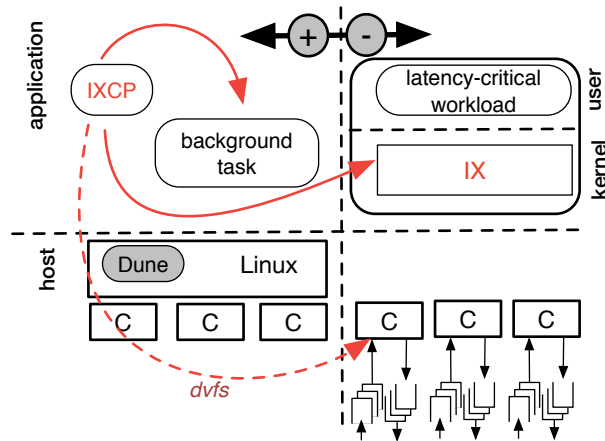 + -
application
IXCP
background
task
latency-critical
workload
user
IX
kernel
host
Dune
Linux
C
C
C
C
C
C
dvfs